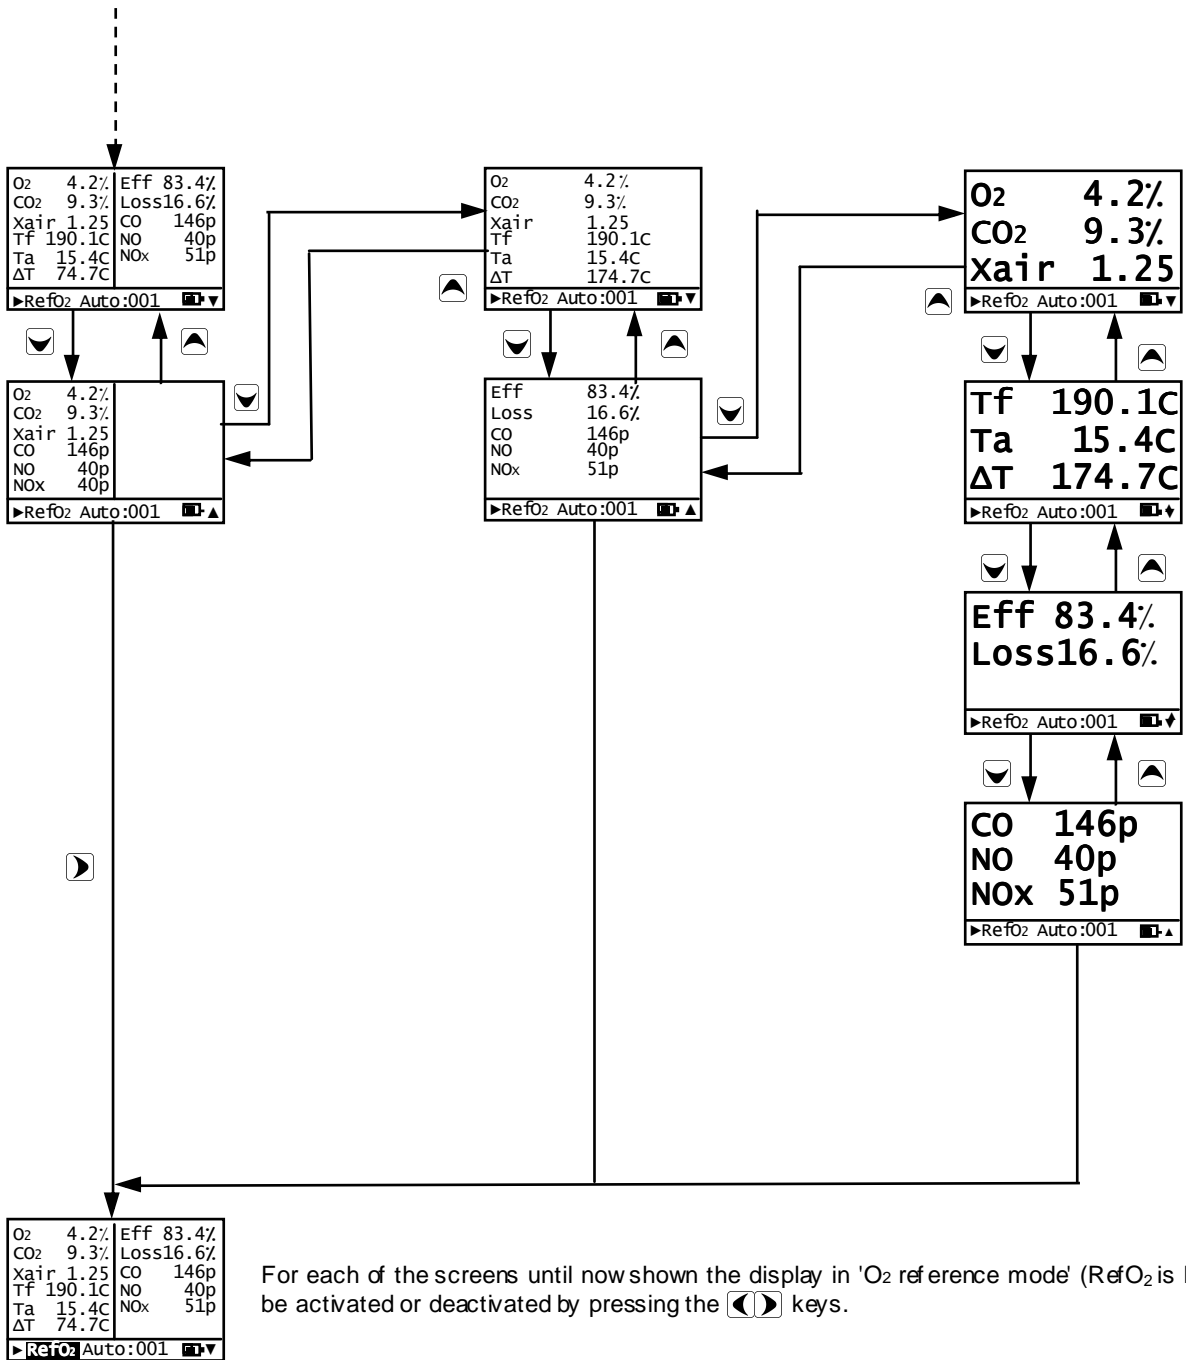 O2 4.2% Eff 83.4%
CO2 9.3% Loss16.6%
Xair 1.25 CO 146p
Tf 190.1C NO 40p
Ta 15.4C NOx 51p
ΔT 74.7C
►RefO2 Auto:001 ▼
O2 4.2%
CO2 9.3%
Xair 1.25
CO 146p
NO 40p
NOx 40p
►RefO2 Auto:001 ▲
O2 4.2%
CO2 9.3%
Xair 1.25
Tf 190.1C
Ta 15.4C
ΔT 174.7C
►RefO2 Auto:001 ▼
Eff 83.4%
Loss 16.6%
CO 146p
NO 40p
NOx 51p
►RefO2 Auto:001 ▲
O2 4.2%
CO2 9.3%
Xair 1.25
►RefO2 Auto:001 ▼
Tf 190.1C
Ta 15.4C
ΔT 174.7C
►RefO2 Auto:001
Eff 83.4%
Loss16.6%
►RefO2 Auto:001
CO 146p
NO 40p
NOx 51p
►RefO2 Auto:001 ▲
O2 4.2% Eff 83.4%
CO2 9.3% Loss16.6%
Xair 1.25 CO 146p
Tf 190.1C NO 40p
Ta 15.4C NOx 51p
ΔT 74.7C
►RefO2 Auto:001 ▼
For each of the screens until now shown the display in 'O2 reference mode' (RefO2 is
be activated or deactivated by pressing the keys.